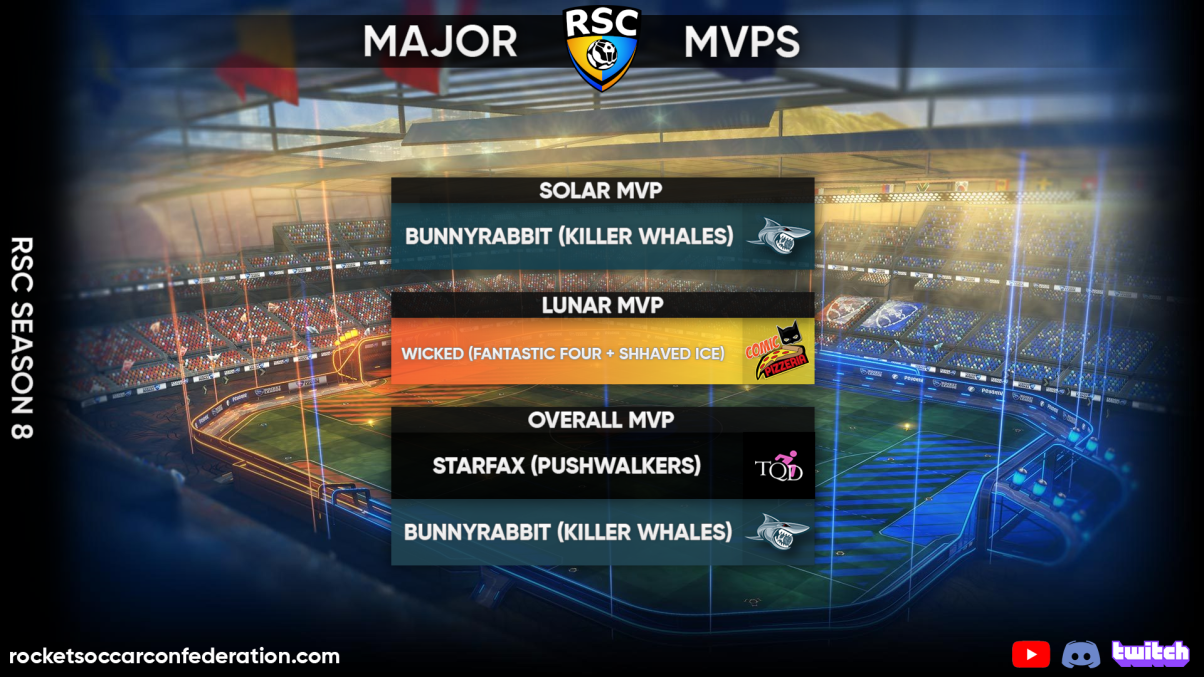 MAJOR RSC MVPS
SOLAR MVP
BUNNYRABBIT (KILLER WHALES)
LUNAR MVP
WICKED (FANTASTIC FOUR + SHHAVED ICE)
COMIC
PIZZERIA
OVERALL MVP
STARFAX (PUSHWALKERS)
TQD
BUNNYRABBIT (KILLER WHALES)
RSC SEASON 8
rocketsoccarconfederation.com
twitch